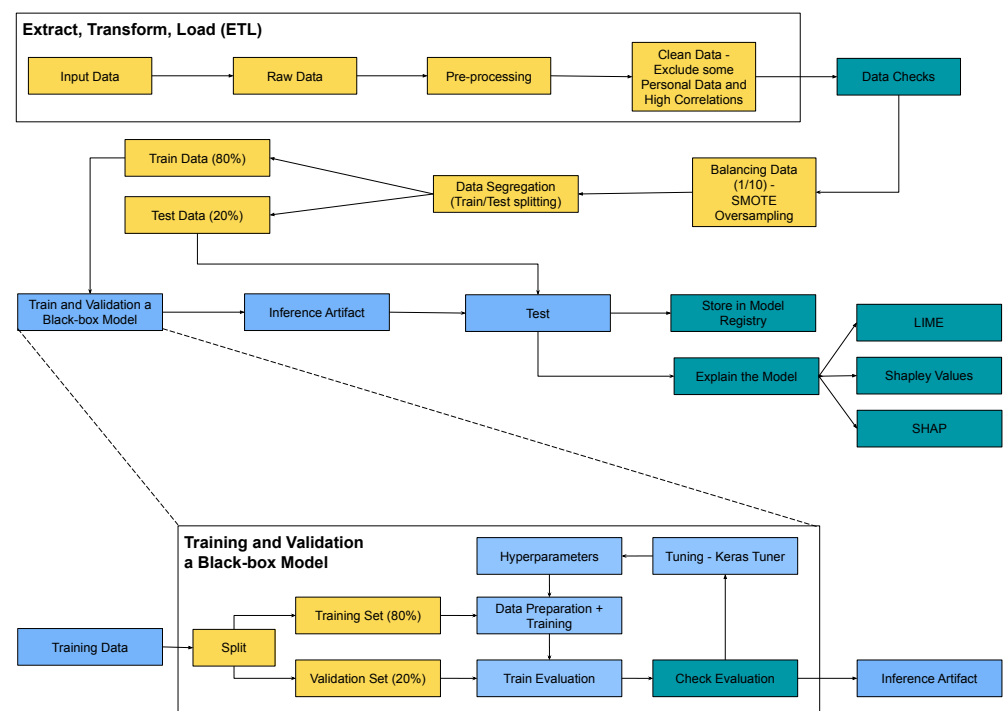 Extract, Transform, Load (ETL)
Input Data
Raw Data
Pre-processing
Clean Data -
Exclude some
Personal Data and
High Correlations
Data Checks
Train Data (80%)
Test Data (20%)
Data Segregation
(Train/Test splitting)
Balancing Data
(1/10) -
SMOTE
Oversampling
Train and Validation a
Black-box Model
Inference Artifact
Test
Store in Model
Registry
Explain the Model
LIME
Shapley Values
SHAP
Training and Validation
a Black-box Model
Hyperparameters
Tuning - Keras Tuner
Training Data
Split
Training Set (80%)
Data Preparation +
Training
Validation Set (20%)
Train Evaluation
Check Evaluation
Inference Artifact